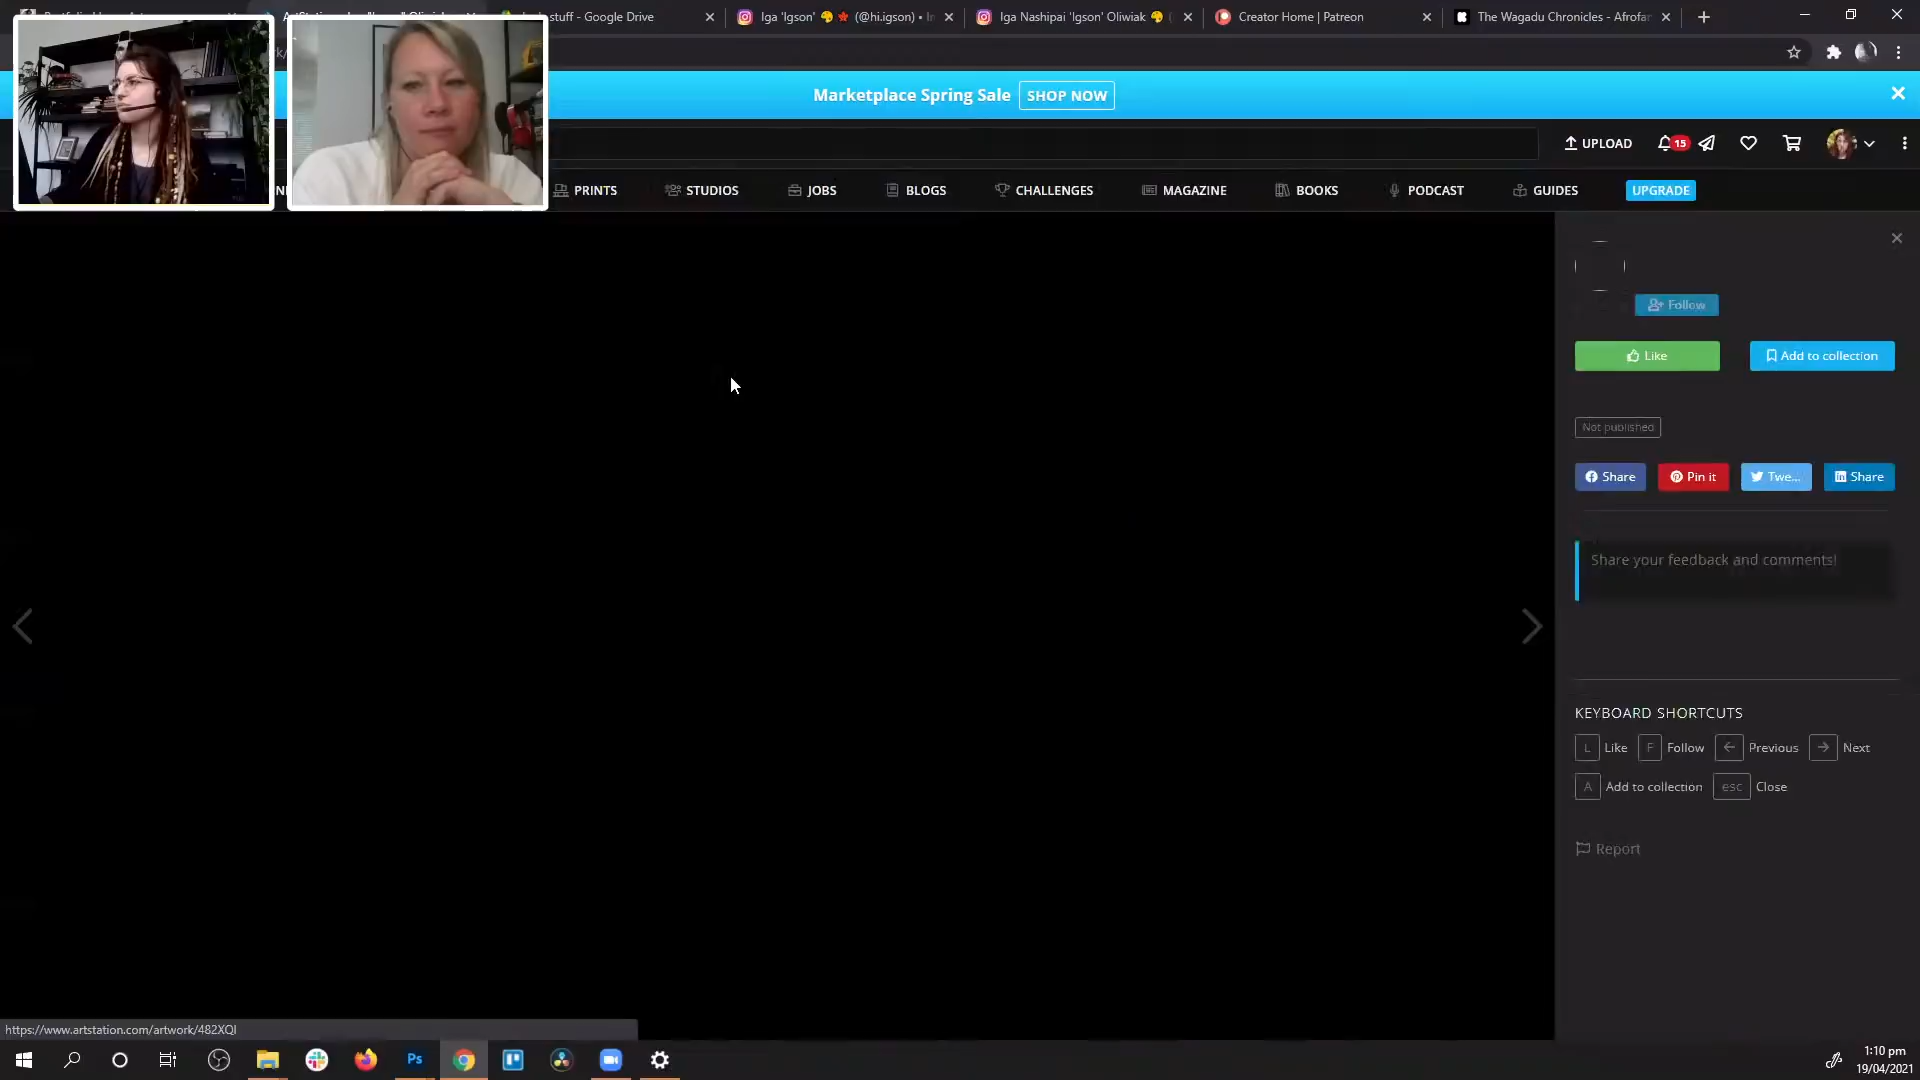 stuff - Google Drive
Iga 'Igson'
(@hi.igson) • In
Iga Nashipai 'Igson' Oliwiak
Creator Home | Patreon
The Wagadu Chronicles - Afrofan
Marketplace Spring Sale
SHOP NOW
UPLOAD
15
PRINTS
STUDIOS
JOBS
BLOGS
CHALLENGES
MAGAZINE
BOOKS
PODCAST
GUIDES
UPGRADE
Follow
Like
Add to collection
Not published
Share
Pin it
Twe...
Share
Share your feedback and comments!
KEYBOARD SHORTCUTS
L Like F Follow ← Previous → Next
A Add to collection esc Close
Report
https://www.artstation.com/artwork/482XQl
Ps
1:10 pm
19/04/2021